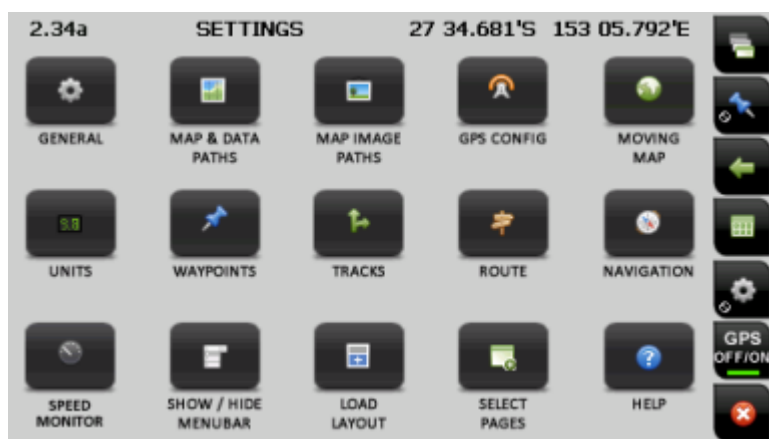 2.34a SETTINGS 27 34.681'S 153 05.792'E
GENERAL
MAP & DATA
PATHS
MAP IMAGE
PATHS
GPS CONFIG
MOVING
MAP
9.8
UNITS
WAYPOINTS
TRACKS
ROUTE
NAVIGATION
SPEED
MONITOR
SHOW / HIDE
MENUBAR
LOAD
LAYOUT
SELECT
PAGES
?
HELP
GPS
OFF/ON